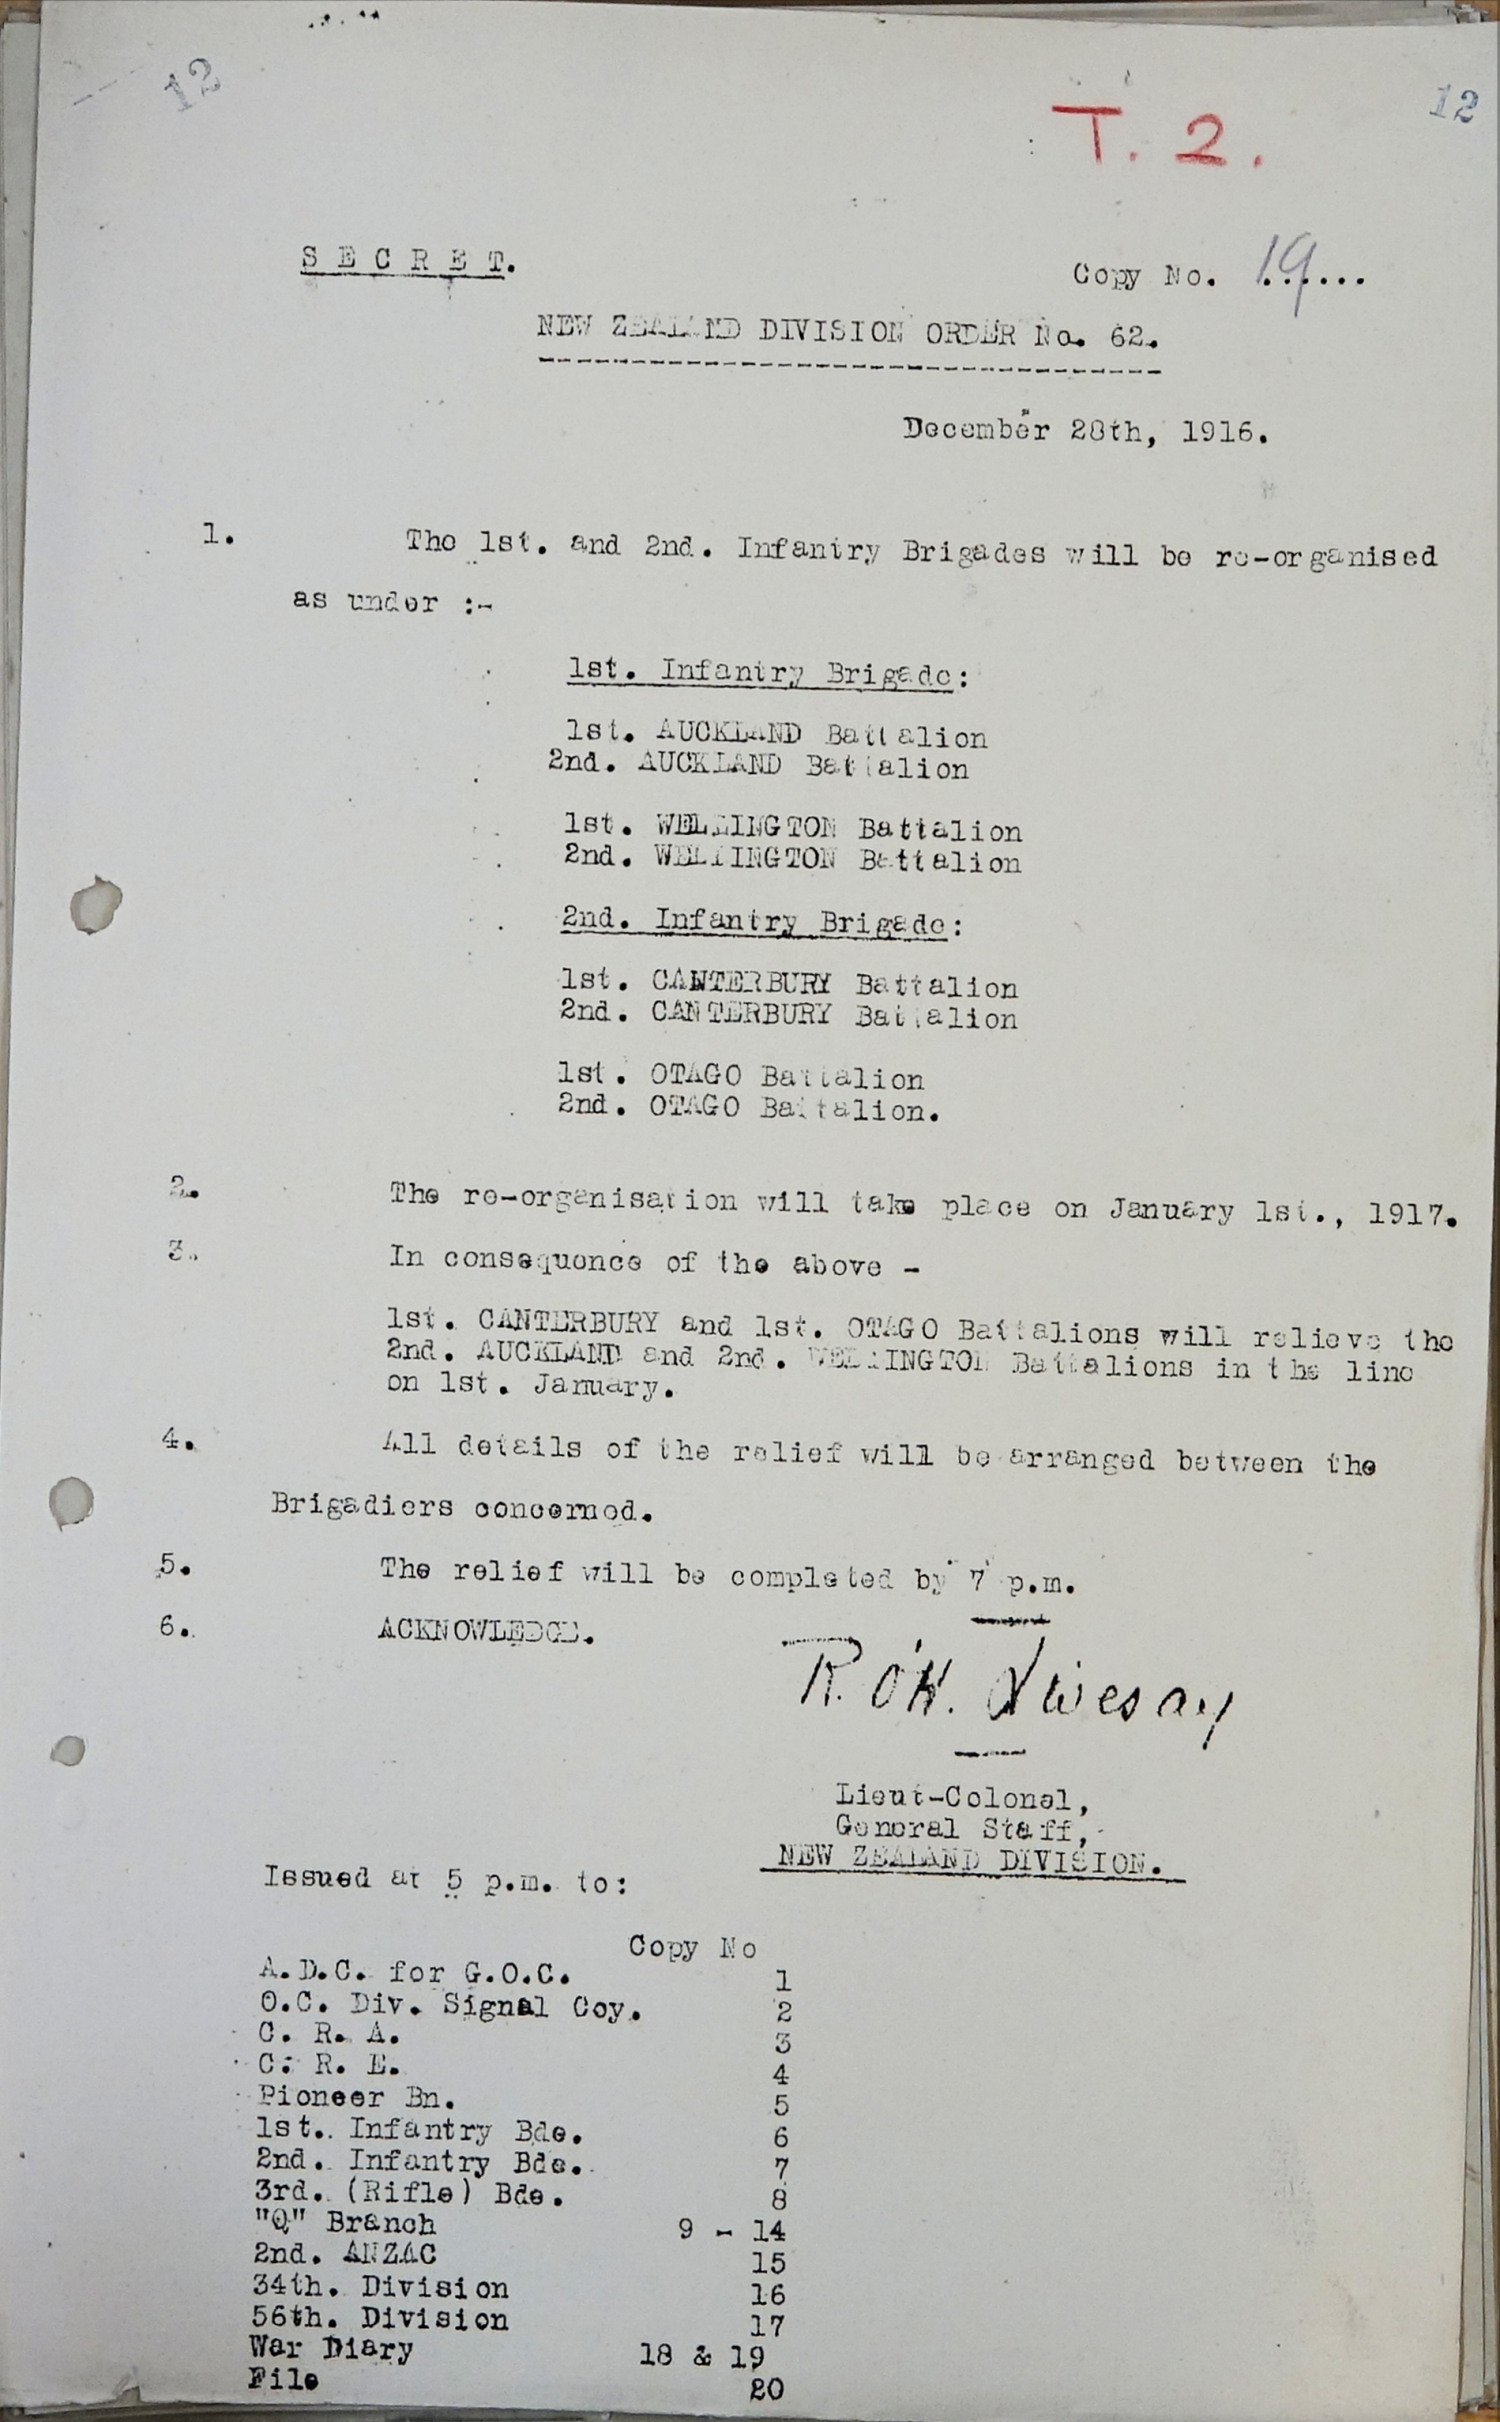 12
12
T. 2.
S E C R E T.
Copy No. 19......
NEW ZEALAND DIVISION ORDER No. 62.
December 28th, 1916.
1. The 1st. and 2nd. Infantry Brigades will be re-organised
as under :-
1st. Infantry Brigade:
1st. AUCKLAND Battalion
2nd. AUCKLAND Battalion
1st. WELLINGTON Battalion
2nd. WELLINGTON Battalion
2nd. Infantry Brigade:
1st. CANTERBURY Battalion
2nd. CANTERBURY Battalion
1st. OTAGO Battalion
2nd. OTAGO Battalion.
2. The re-organisation will take place on January 1st., 1917.
3. In consequence of the above -
1st. CANTERBURY and 1st. OTAGO Battalions will relieve the
2nd. AUCKLAND and 2nd. WELLINGTON Battalions in the line
on 1st. January.
4. All details of the relief will be arranged between the
Brigadiers concerned.
5. The relief will be completed by 7 p.m.
6. ACKNOWLEDGE.
R. O'H. Livesay
Lieut-Colonel,
General Staff,
NEW ZEALAND DIVISION.
Issued at 5 p.m. to:
Copy No
A.D.C. for G.O.C. 1
O.C. Div. Signal Coy. 2
C. R. A. 3
C. R. E. 4
Pioneer Bn. 5
1st. Infantry Bde. 6
2nd. Infantry Bde. 7
3rd. (Rifle) Bde. 8
"Q" Branch 9 - 14
2nd. ANZAC 15
34th. Division 16
56th. Division 17
War Diary 18 & 19
File 20